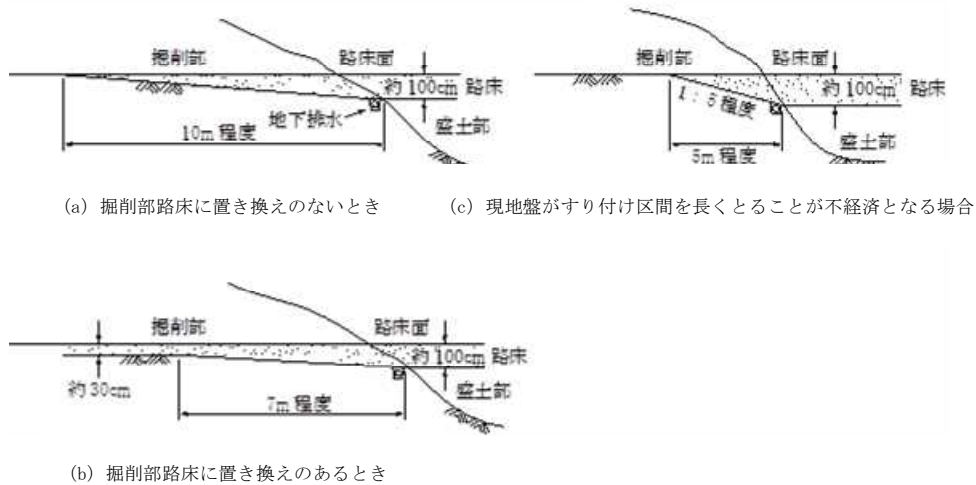 掘削部
路床面
約100cm 路床
地下排水
10m 程度
盛土部
(a) 掘削部路床に置き換えのないとき
掘削部
路床面
約100cm 路床
1:5程度
5m 程度
盛土部
(c) 現地盤がすり付け区間を長くとることが不経済となる場合
掘削部
路床面
約100cm 路床
約30cm
7m 程度
盛土部
(b) 掘削部路床に置き換えのあるとき